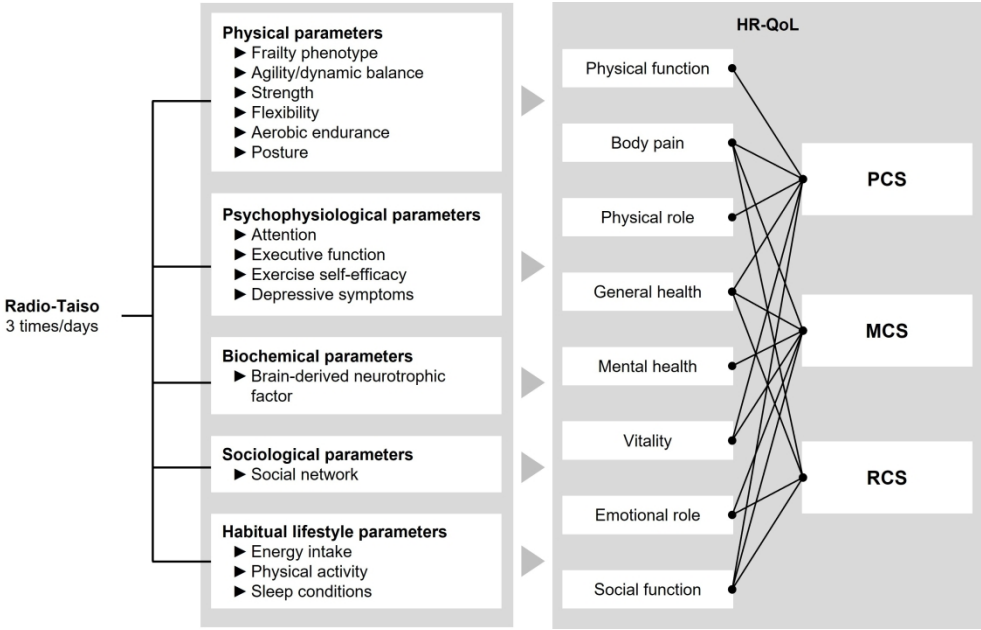 Radio-Taiso
3 times/days
Physical parameters
► Frailty phenotype
► Agility/dynamic balance
► Strength
► Flexibility
► Aerobic endurance
► Posture
Psychophysiological parameters
► Attention
► Executive function
► Exercise self-efficacy
► Depressive symptoms
Biochemical parameters
► Brain-derived neurotrophic
factor
Sociological parameters
► Social network
Habitual lifestyle parameters
► Energy intake
► Physical activity
► Sleep conditions
HR-QoL
Physical function
Body pain
Physical role
General health
Mental health
Vitality
Emotional role
Social function
PCS
MCS
RCS